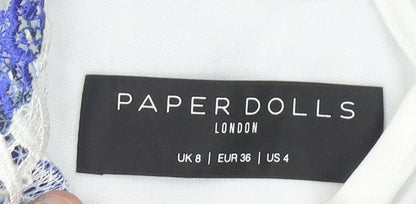 PAPER DOLLS
LONDON
UK 8 | EUR 36 | US 4